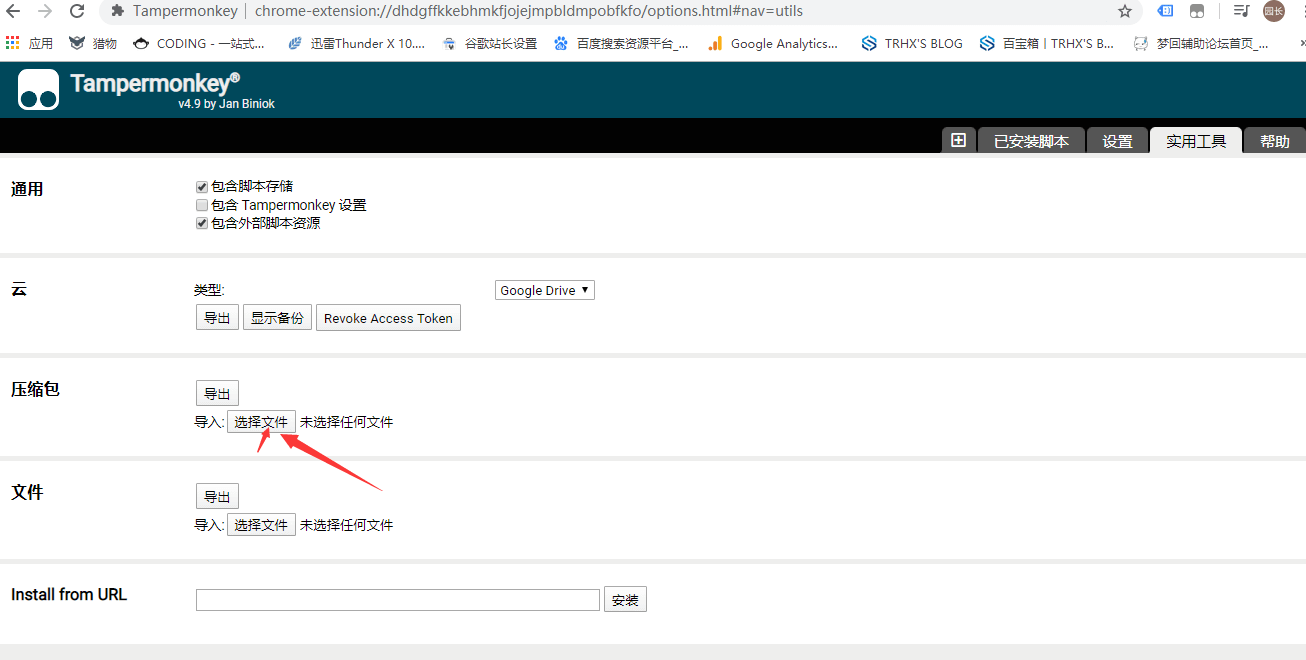 Tampermonkey | chrome-extension://dhdgffkkebhmkfjojejmpbldmpobfkfo/options.html#nav=utils 园长
应用 猎物 CODING - 一站式... 迅雷Thunder X 10.... 谷歌站长设置 百度搜索资源平台_... Google Analytics... TRHX'S BLOG 百宝箱丨TRHX'S B... 梦回辅助论坛首页_... »
Tampermonkey®
v4.9 by Jan Biniok
已安装脚本 设置 实用工具 帮助
通用
包含脚本存储
包含 Tampermonkey 设置
包含外部脚本资源
云
类型: Google Drive
导出 显示备份 Revoke Access Token
压缩包
导出
导入: 选择文件 未选择任何文件
文件
导出
导入: 选择文件 未选择任何文件
Install from URL 安装